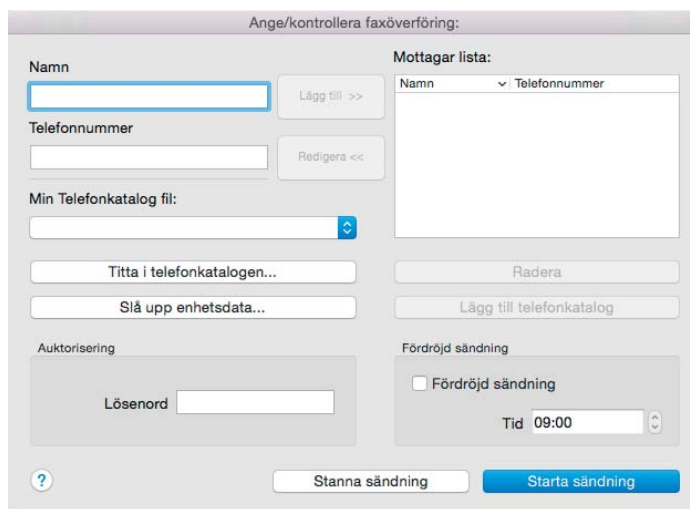 Ange/kontrollera faxöverföring:
Namn
Lägg till >>
Telefonnummer
Redigera <<
Min Telefonkatalog fil:
Titta i telefonkatalogen...
Slå upp enhetsdata...
Mottagar lista:
Namn Telefonnummer
Radera
Lägg till telefonkatalog
Auktorisering
Lösenord
Fördröjd sändning
Fördröjd sändning
Tid 09:00
?
Stanna sändning
Starta sändning